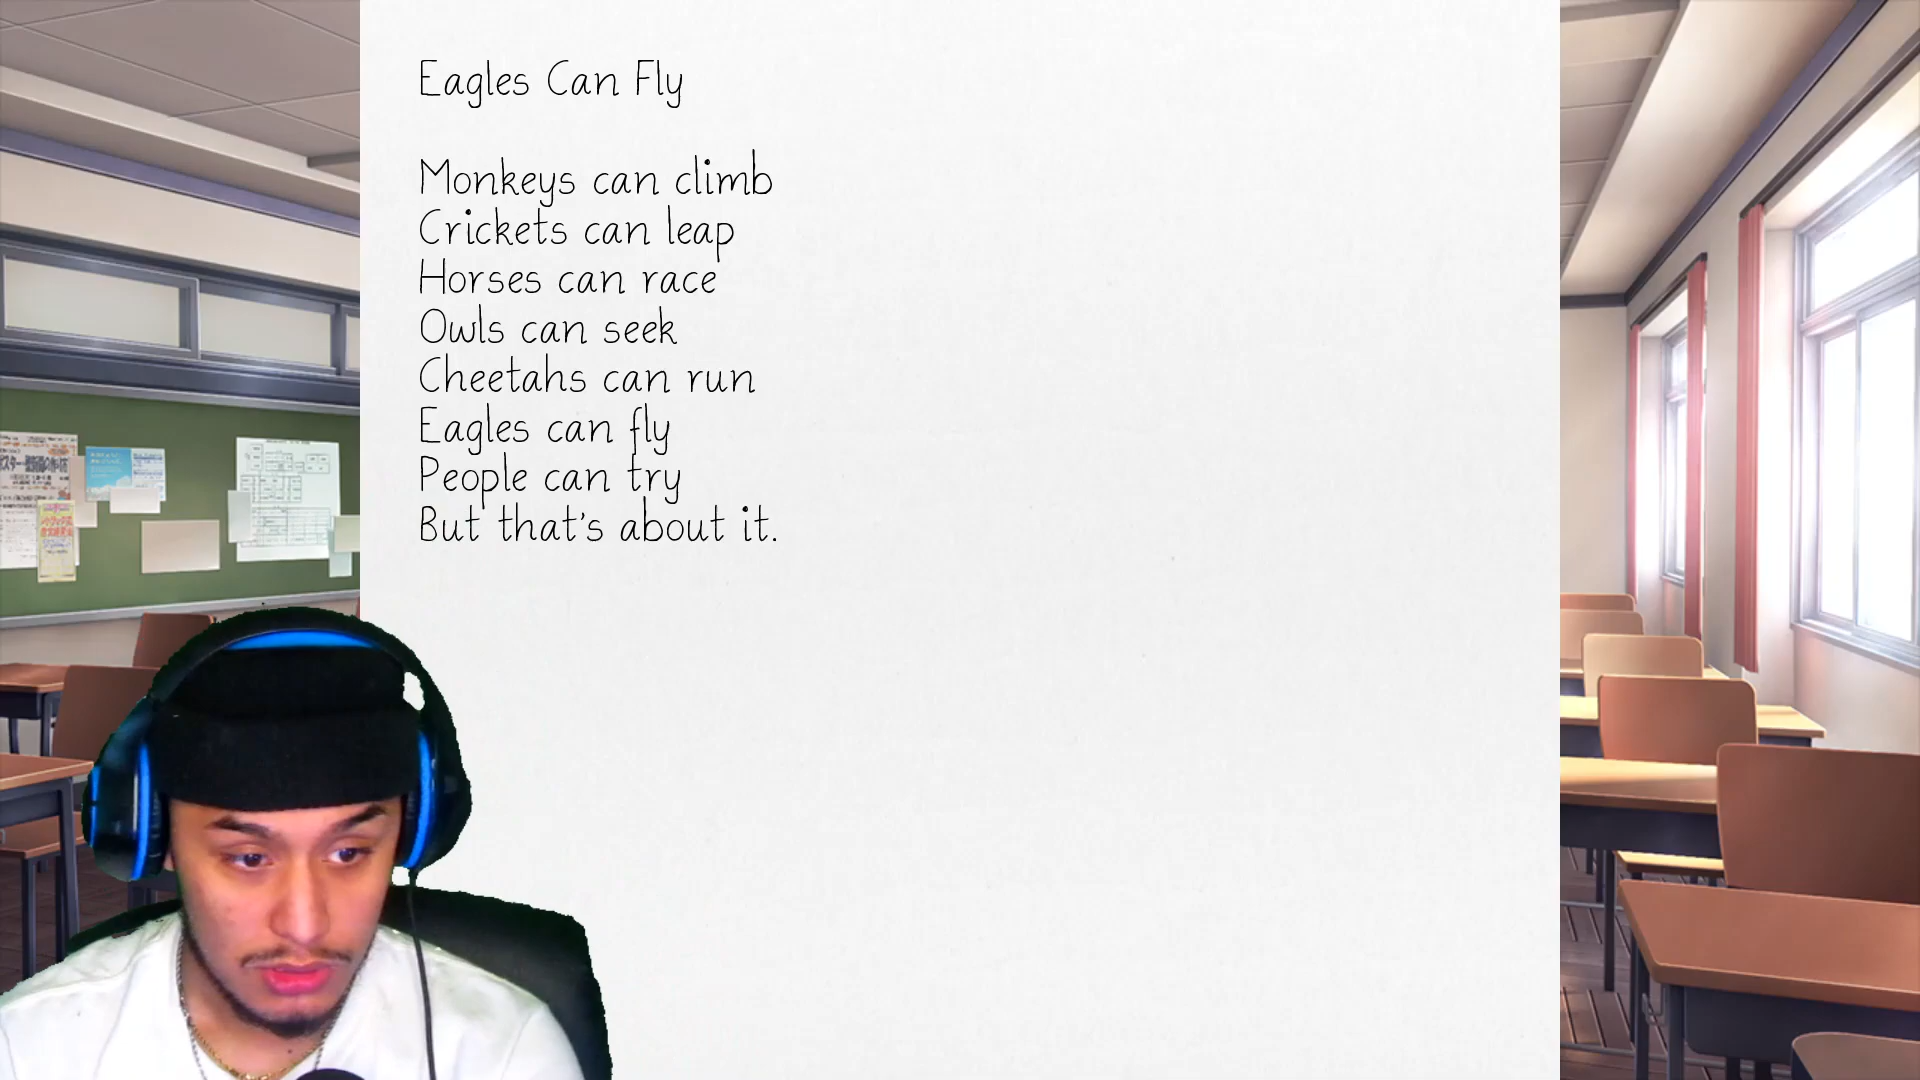 Eagles Can Fly
Monkeys can climb
Crickets can leap
Horses can race
Owls can seek
Cheetahs can run
Eagles can fly
People can try
But that's about it.